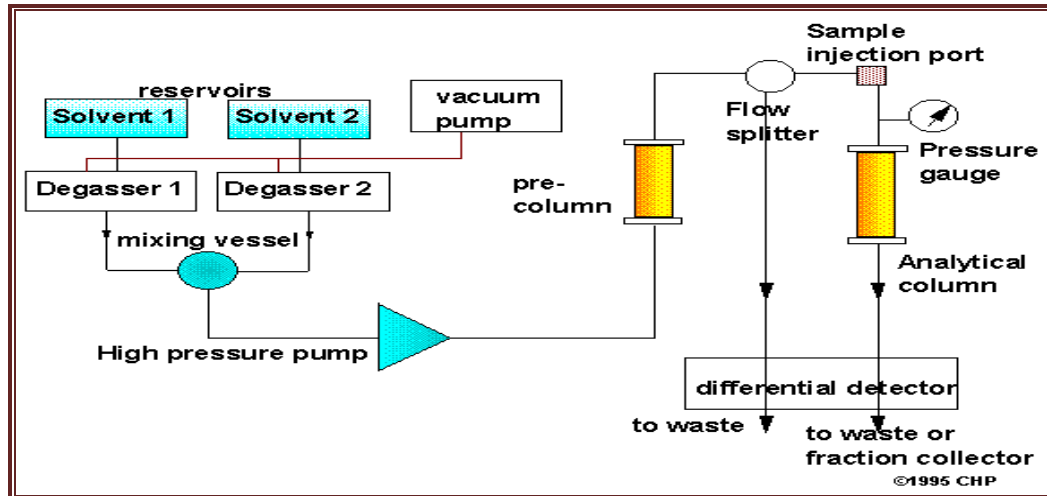 reservoirs
Solvent 1
Solvent 2
vacuum
pump
Degasser 1
Degasser 2
mixing vessel
High pressure pump
pre-
column
Sample
injection port
Flow
splitter
Pressure
gauge
Analytical
column
differential detector
to waste
to waste or
fraction collector
©1995 CHP